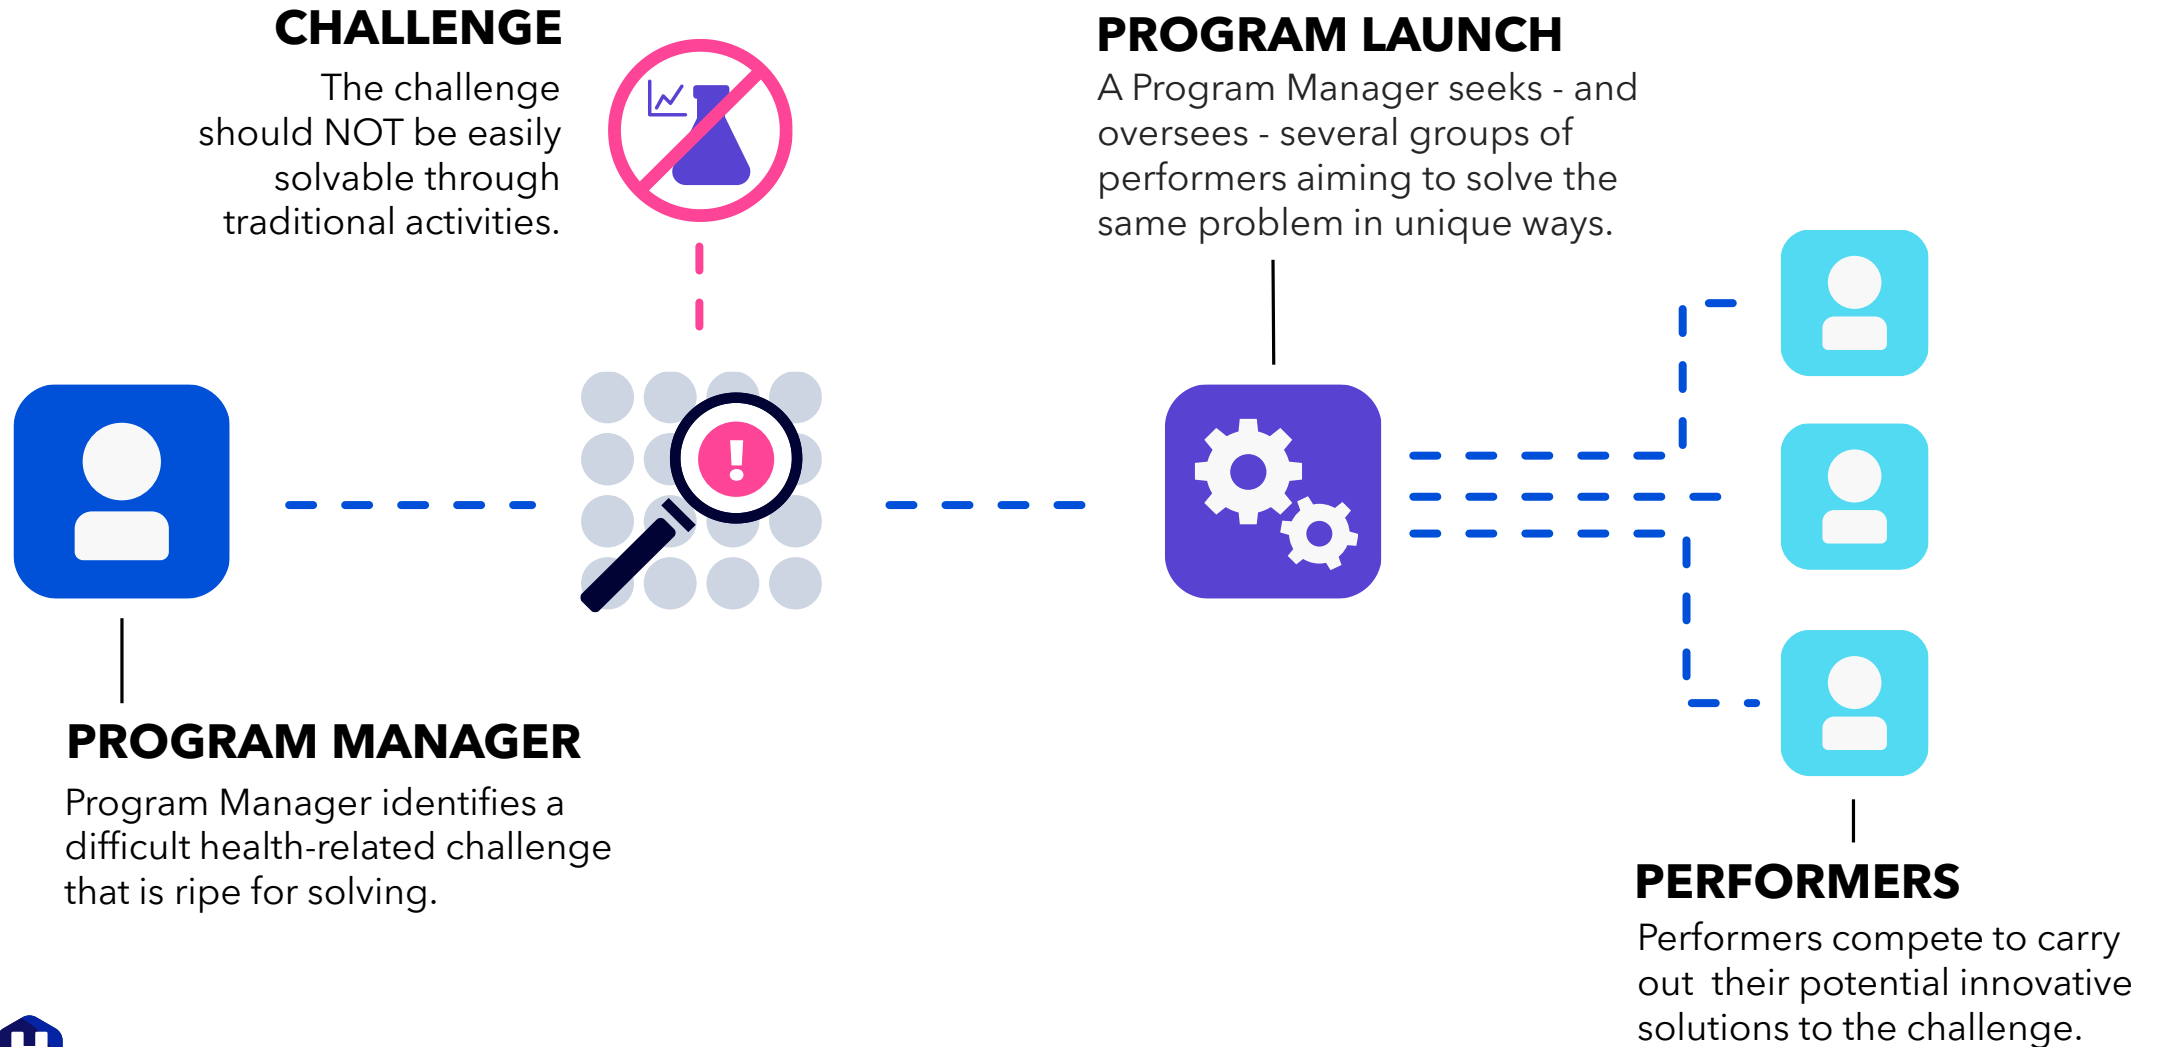 CHALLENGE
The challenge
should NOT be easily
solvable through
traditional activities.
PROGRAM LAUNCH
A Program Manager seeks - and
oversees - several groups of
performers aiming to solve the
same problem in unique ways.
!
PROGRAM MANAGER
Program Manager identifies a
difficult health-related challenge
that is ripe for solving.
PERFORMERS
Performers compete to carry
out  their potential innovative
solutions to the challenge.